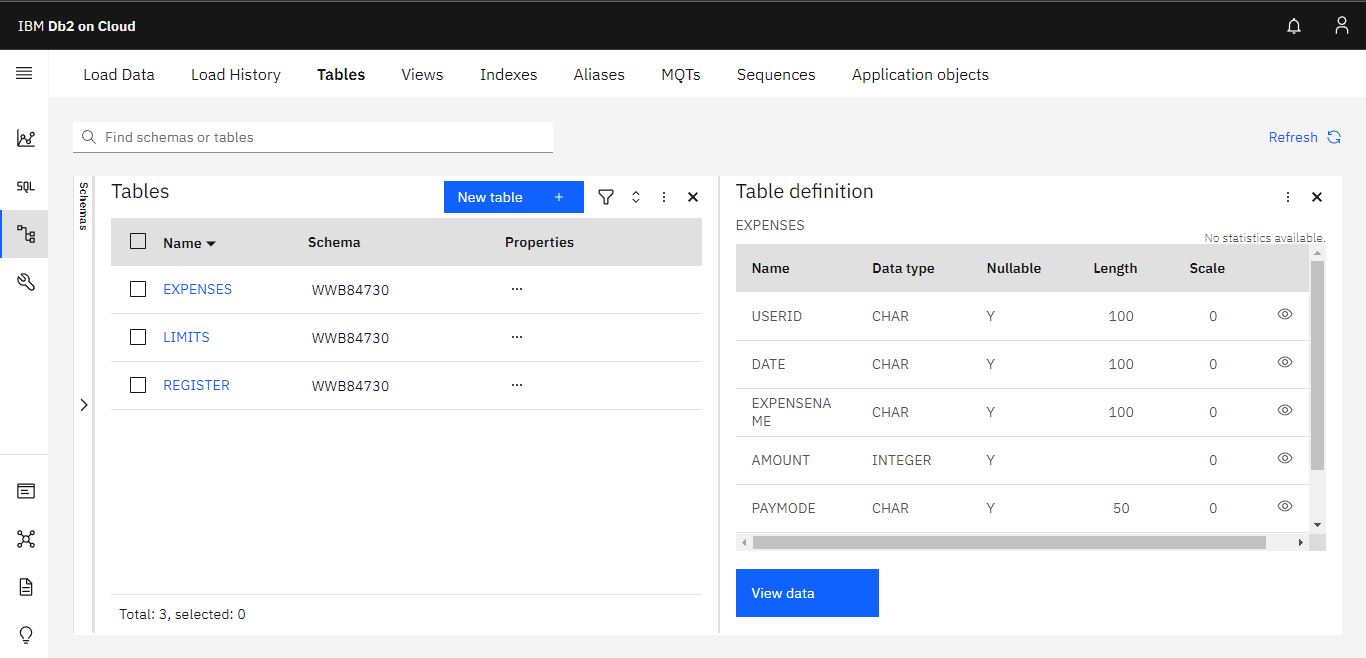 IBM Db2 on Cloud
Load Data Load History Tables Views Indexes Aliases MQTs Sequences Application objects
SQL
Find schemas or tables
Refresh
Schemas
Tables
New table +
Name Schema Properties
EXPENSES WWB84730 ...
LIMITS WWB84730 ...
REGISTER WWB84730 ...
Total: 3, selected: 0
Table definition
EXPENSES
No statistics available.
Name Data type Nullable Length Scale
USERID CHAR Y 100 0
DATE CHAR Y 100 0
EXPENSENA
ME CHAR Y 100 0
AMOUNT INTEGER Y 0
PAYMODE CHAR Y 50 0
View data